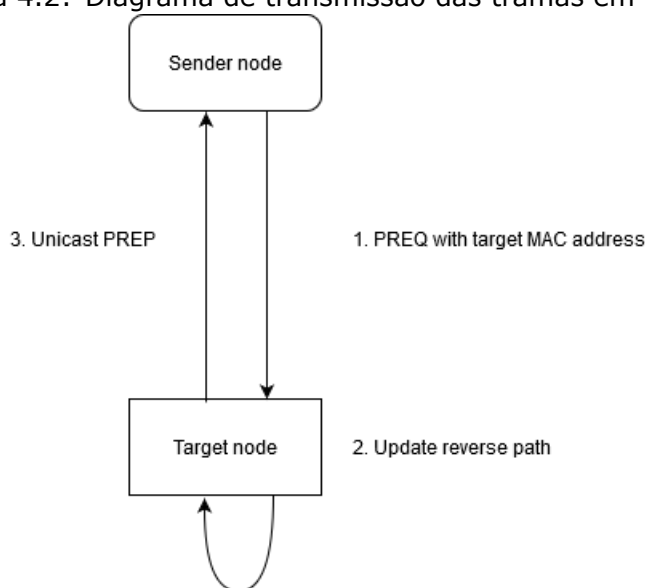 4.2: Diagrama de transmissão das tramas em
Sender node
3. Unicast PREP
1. PREQ with target MAC address
Target node
2. Update reverse path